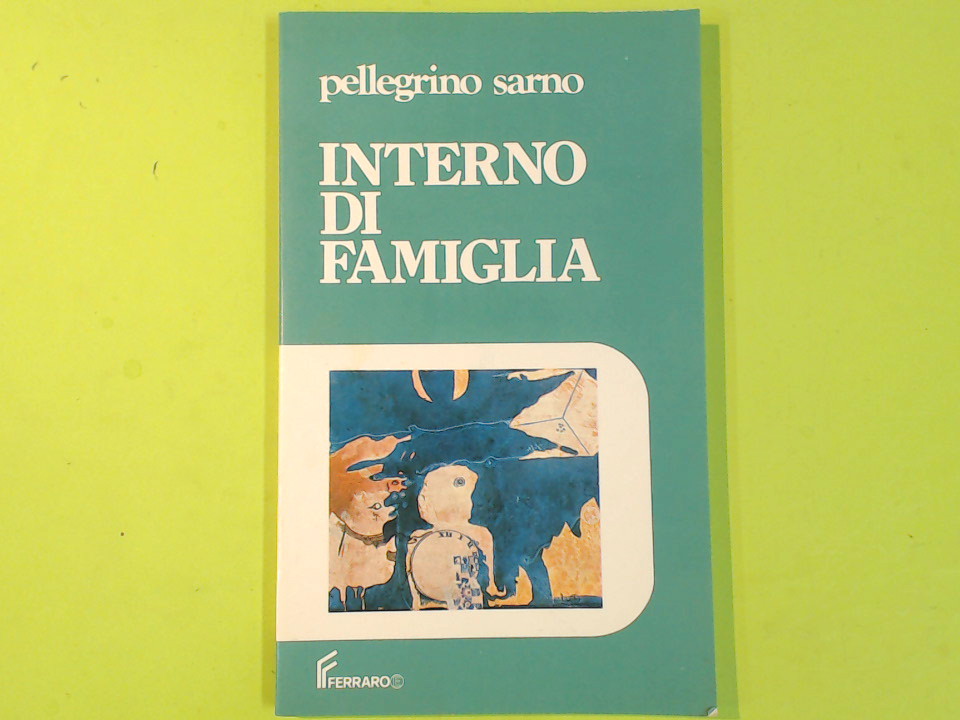 pellegrino sarno
INTERNO
DI
FAMIGLIA
FERRARO